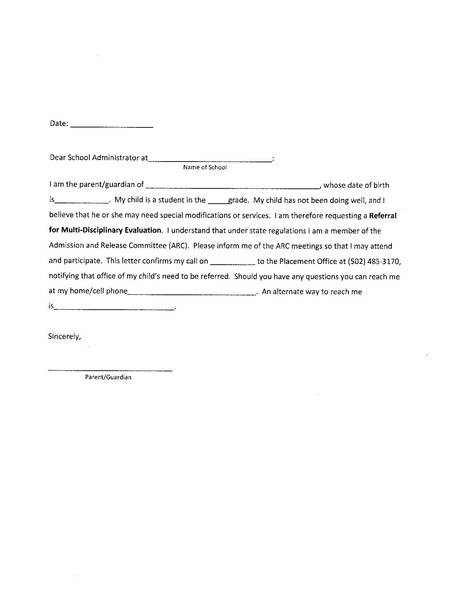 Date: ____________________
Dear School Administrator at______________________________:
Name of School
I am the parent/guardian of __________________________________________, whose date of birth
is_____________. My child is a student in the _____grade. My child has not been doing well, and I
believe that he or she may need special modifications or services. I am therefore requesting a Referral
for Multi-Disciplinary Evaluation. I understand that under state regulations I am a member of the
Admission and Release Committee (ARC). Please inform me of the ARC meetings so that I may attend
and participate. This letter confirms my call on ___________ to the Placement Office at (502) 485-3170,
notifying that office of my child's need to be referred. Should you have any questions you can reach me
at my home/cell phone_______________________________. An alternate way to reach me
is_____________________________.
Sincerely,
______________________________
Parent/Guardian